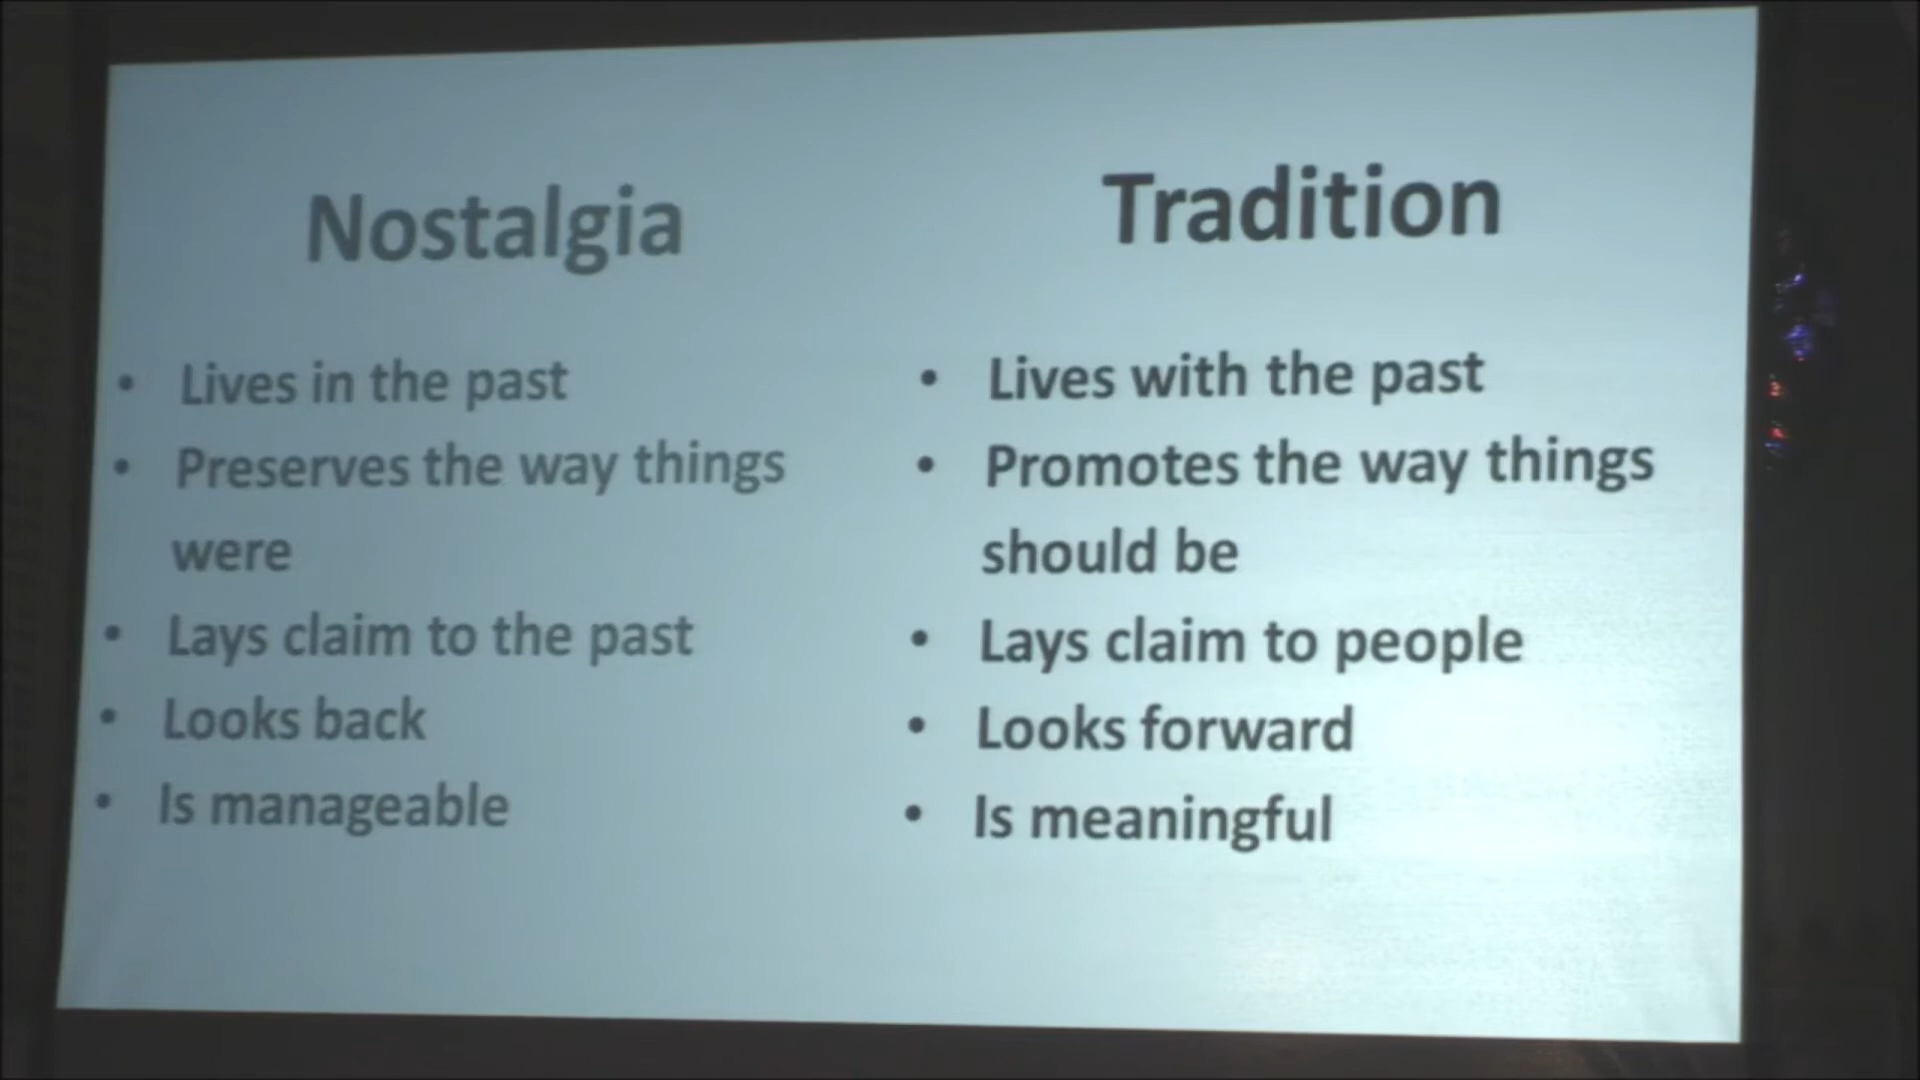 Nostalgia
• Lives in the past
• Preserves the way things
were
• Lays claim to the past
• Looks back
• Is manageable
Tradition
• Lives with the past
• Promotes the way things
should be
• Lays claim to people
• Looks forward
• Is meaningful